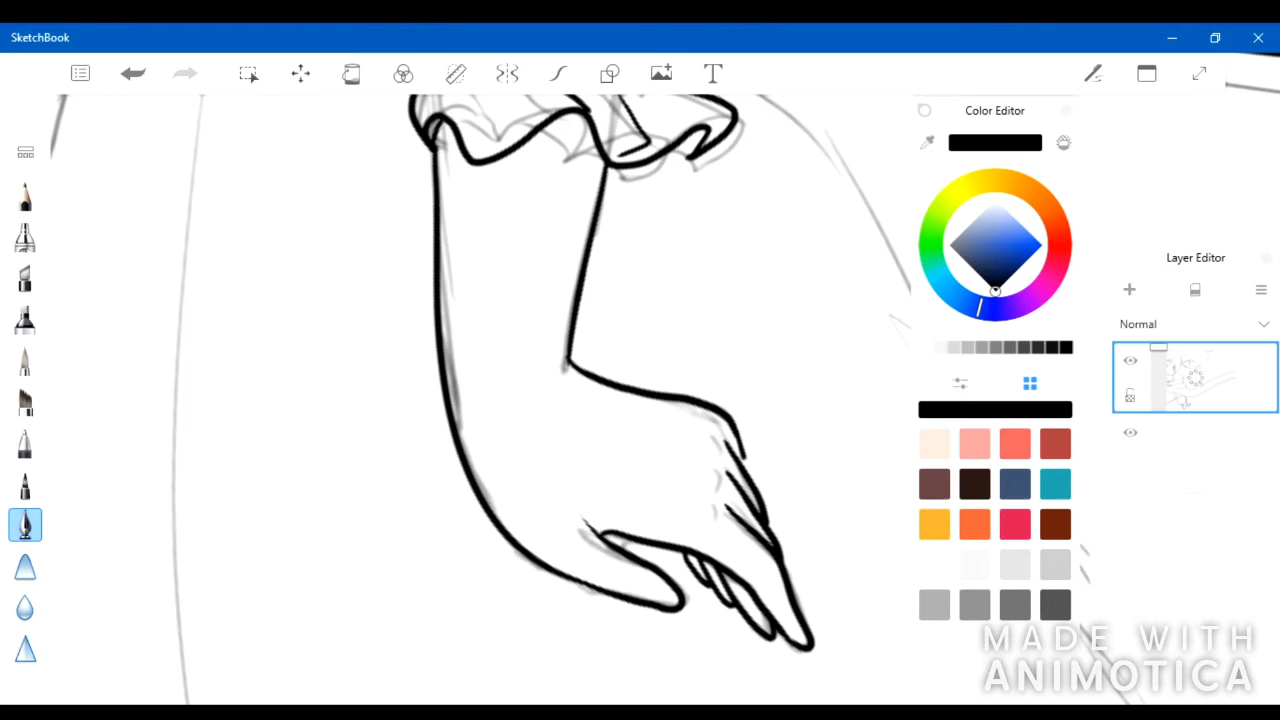 SketchBook
T
Color Editor
Layer Editor
Normal
MADE WITH
ANIMOTICA